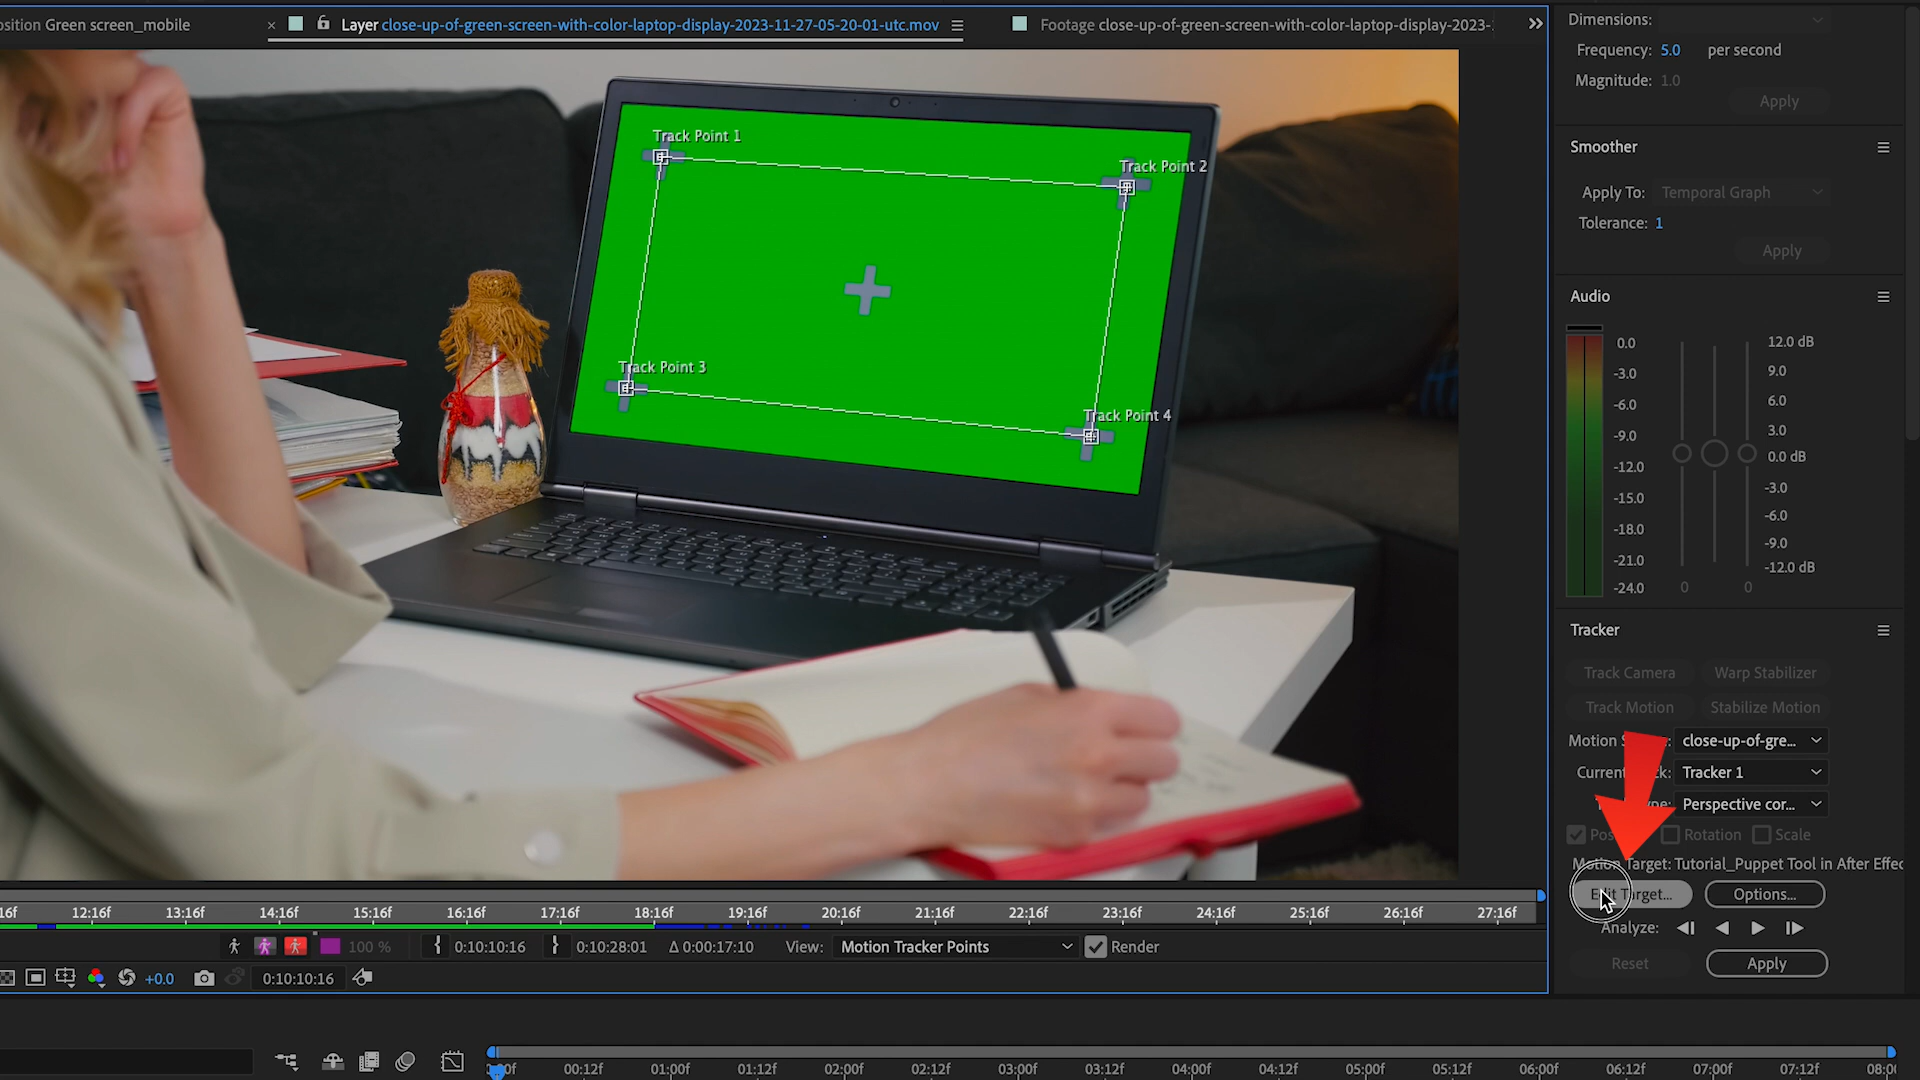 osition Green screen_mobile
× Layer close-up-of-green-screen-with-color-laptop-display-2023-11-27-05-20-01-utc.mov
Footage close-up-of-green-screen-with-color-laptop-display-2023-
Dimensions:
Frequency: 5.0 per second
Magnitude: 1.0
Apply
Smoother
Apply To: Temporal Graph
Tolerance: 1
Apply
Audio
0.0
-3.0
-6.0
-9.0
-12.0
-15.0
-18.0
-21.0
-24.0
12.0 dB
9.0
6.0
3.0
0.0 dB
-3.0
-6.0
-9.0
-12.0 dB
0 0
Track Point 1
Track Point 2
Track Point 3
Track Point 4
Tracker
Track Camera Warp Stabilizer
Track Motion Stabilize Motion
Motion close-up-of-gre...
Current Tracker 1
Perspective cor...
Rotation Scale
Motion Target: Tutorial_Puppet Tool in After Effec
Edit Target... Options...
Analyze:
Reset Apply
16f 12:16f 13:16f 14:16f 15:16f 16:16f 17:16f 18:16f 19:16f 20:16f 21:16f 22:16f 23:16f 24:16f 25:16f 26:16f 27:16f
100 % 0:10:10:16 0:10:28:01 Δ 0:00:17:10 View: Motion Tracker Points Render
+0.0 0:10:10:16
00:12f 01:00f 01:12f 02:00f 02:12f 03:00f 03:12f 04:00f 04:12f 05:00f 05:12f 06:00f 06:12f 07:00f 07:12f 08:0